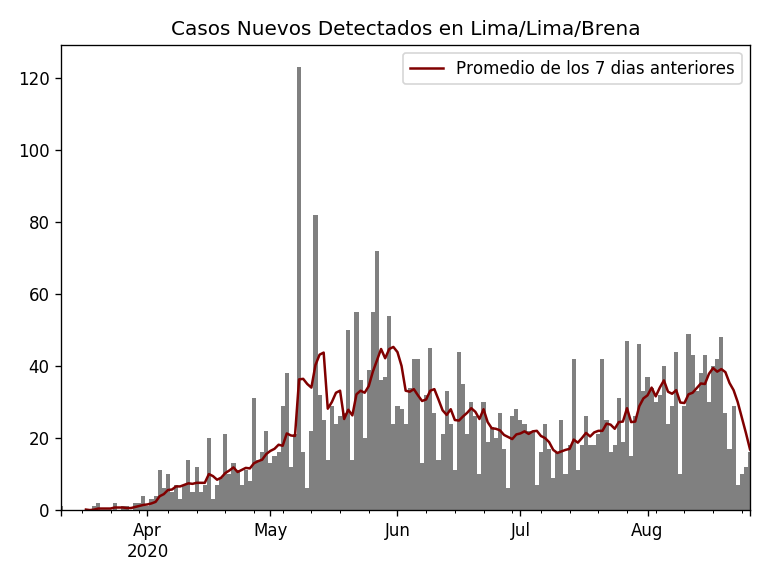 Casos Nuevos Detectados en Lima/Lima/Brena
Promedio de los 7 dias anteriores
120
100
80
60
40
20
0
Apr
2020
May
Jun
Jul
Aug